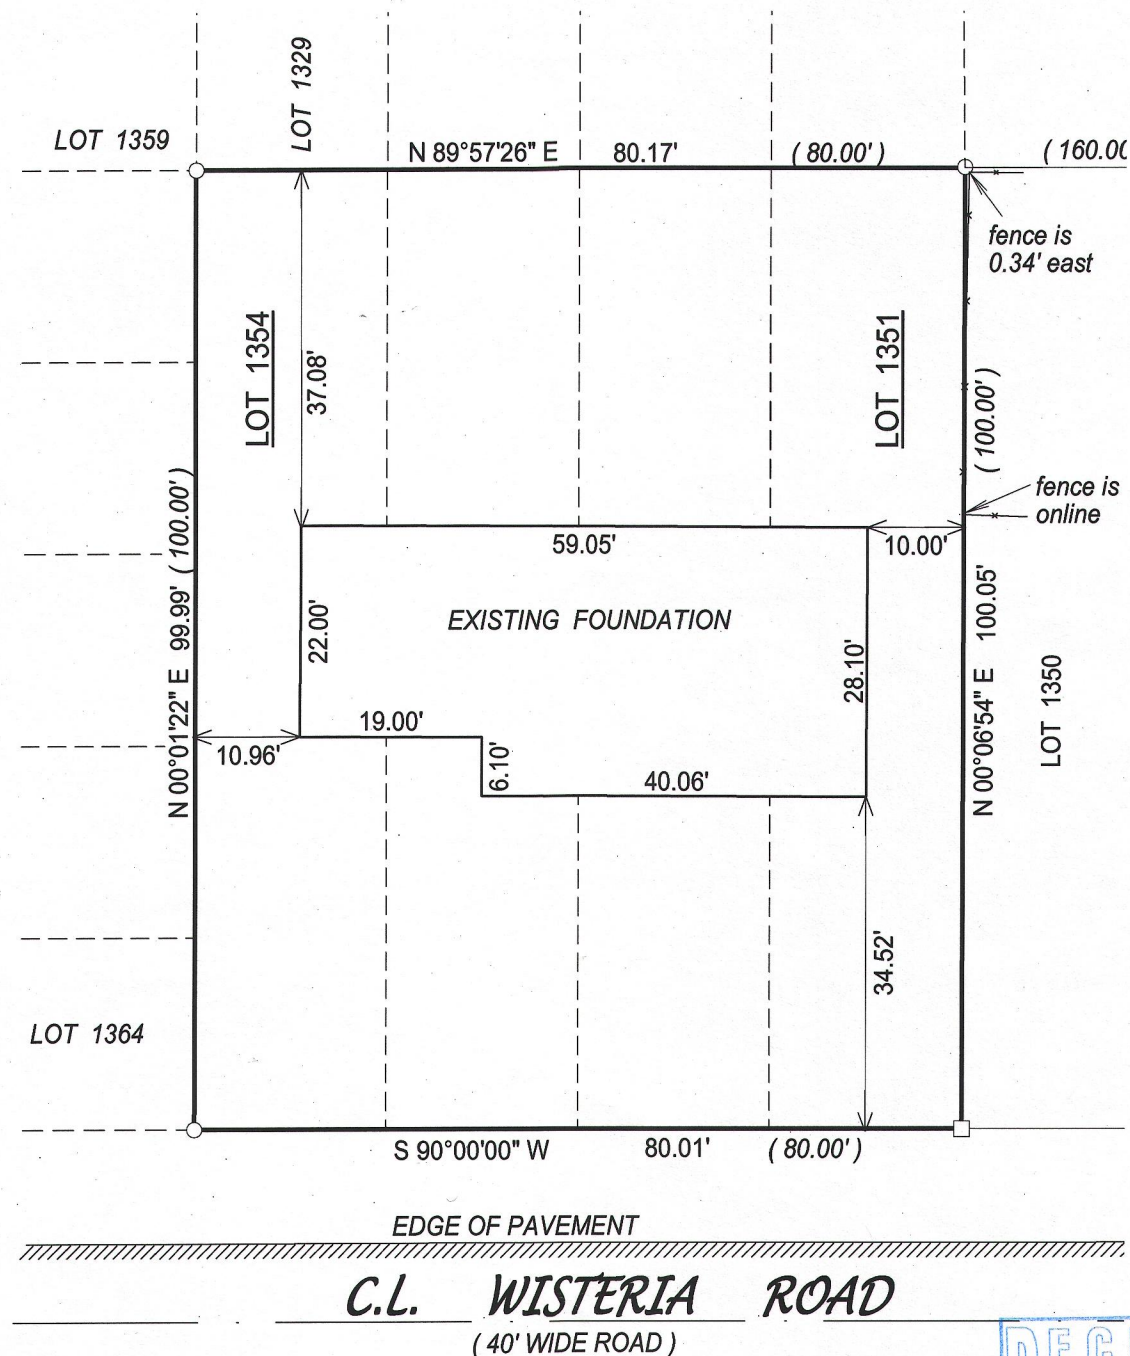 LOT 1329
LOT 1359
N 89°57'26" E 80.17' ( 80.00' )
( 160.00
fence is
0.34' east
LOT 1354
37.08'
LOT 1351
( 100.00' )
fence is
online
N 00°01'22" E 99.99' ( 100.00' )
59.05'
10.00'
22.00'
EXISTING FOUNDATION
28.10'
N 00°06'54" E 100.05'
LOT 1350
19.00'
10.96'
6.10'
40.06'
34.52'
LOT 1364
S 90°00'00" W 80.01' ( 80.00' )
EDGE OF PAVEMENT
C.L. WISTERIA ROAD
( 40' WIDE ROAD )